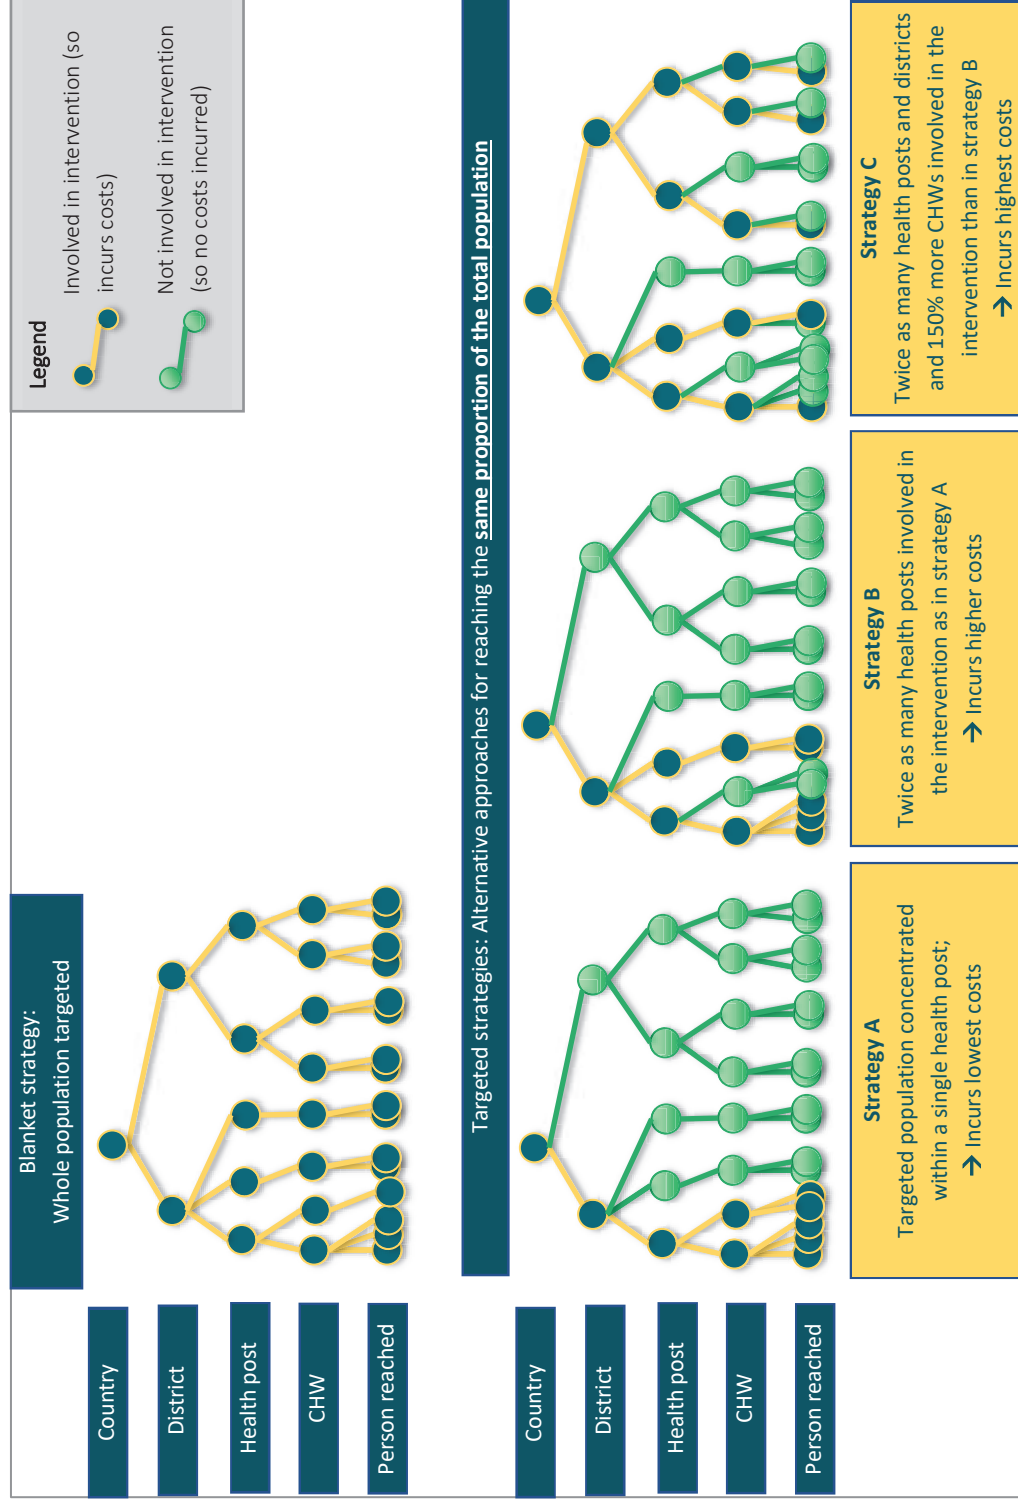 Blanket strategy:
Whole population targeted
Legend
Involved in intervention (so
incurs costs)
Not involved in intervention
(so no costs incurred)
Country
District
Health post
CHW
Person reached
Targeted strategies: Alternative approaches for reaching the same proportion of the total population
Country
District
Health post
CHW
Person reached
Strategy A
Targeted population concentrated
within a single health post;
→ Incurs lowest costs
Strategy B
Twice as many health posts involved in
the intervention as in strategy A
→ Incurs higher costs
Strategy C
Twice as many health posts and districts
and 150% more CHWs involved in the
intervention than in strategy B
→ Incurs highest costs